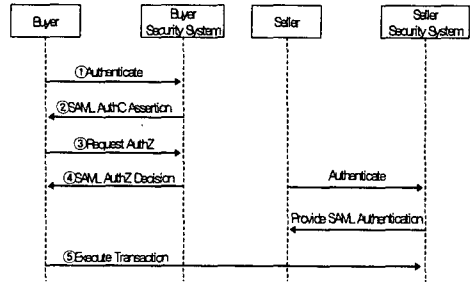 Buyer
Buyer
Security System
Seller
Seller
Security System
①Authenticate
②SAML AuthC Assertion
③Request AuthZ
④SAML AuthZ Decision
Authenticate
Provide SAML Authentication
⑤Execute Transaction